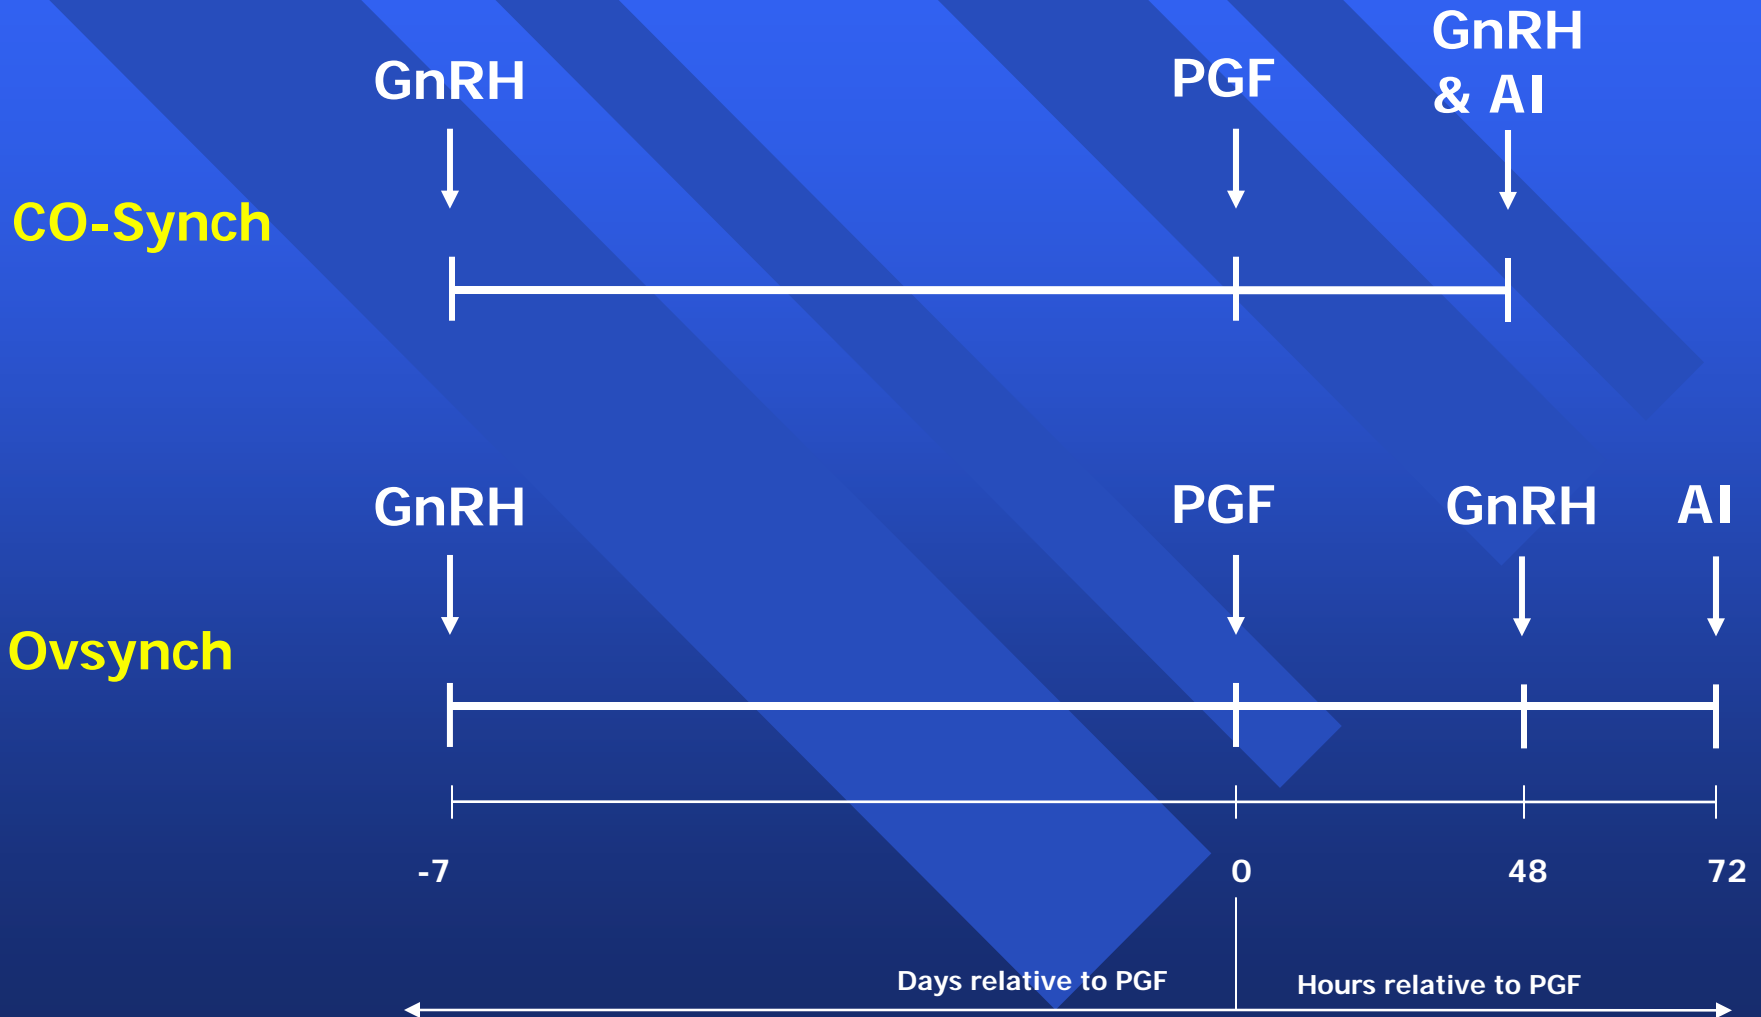 GnRH
PGF
GnRH
& AI
CO-Synch
GnRH
PGF
GnRH
AI
Ovsynch
-7
0
48
72
Days relative to PGF
Hours relative to PGF